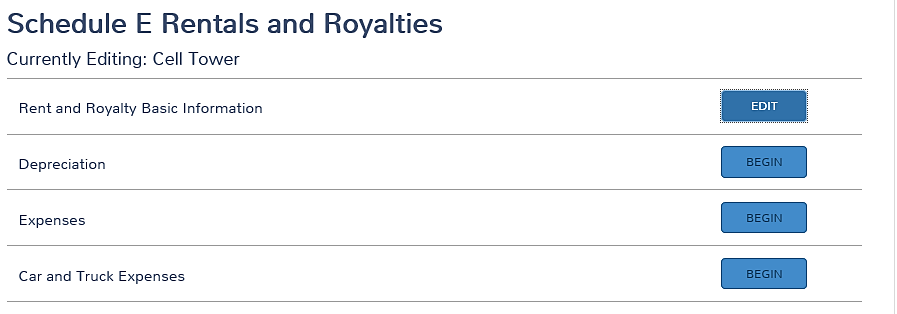 Schedule E Rentals and Royalties
Currently Editing: Cell Tower
Rent and Royalty Basic Information
EDIT
Depreciation
BEGIN
Expenses
BEGIN
Car and Truck Expenses
BEGIN